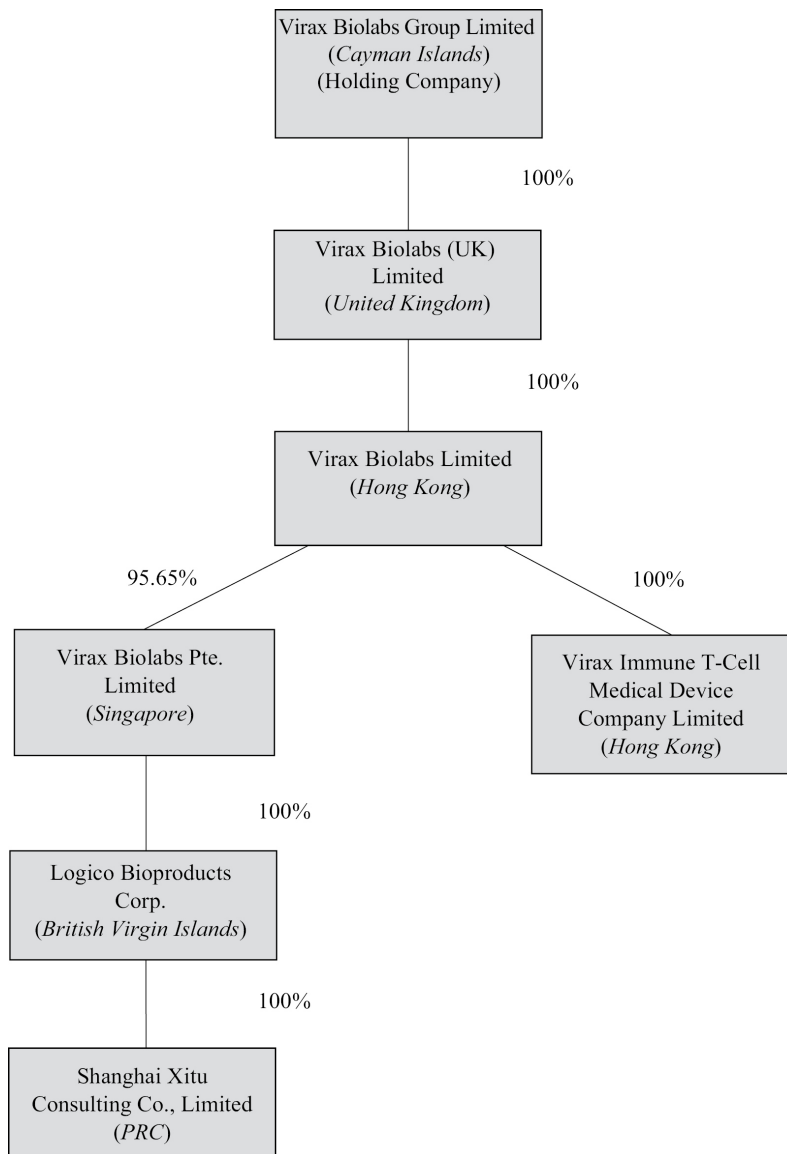 Virax Biolabs Group Limited
(Cayman Islands)
(Holding Company)
100%
Virax Biolabs (UK)
Limited
(United Kingdom)
100%
Virax Biolabs Limited
(Hong Kong)
95.65%
100%
Virax Biolabs Pte.
Limited
(Singapore)
Virax Immune T-Cell
Medical Device
Company Limited
(Hong Kong)
100%
Logico Bioproducts
Corp.
(British Virgin Islands)
100%
Shanghai Xitu
Consulting Co., Limited
(PRC)